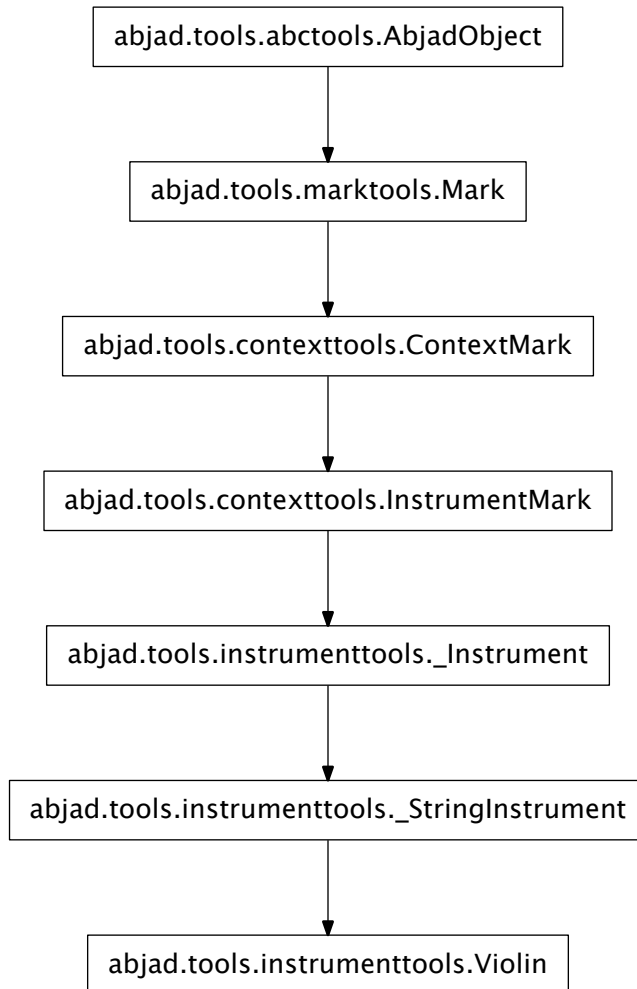 abjad.tools.abctools.AbjadObject
abjad.tools.marktools.Mark
abjad.tools.contexttools.ContextMark
abjad.tools.contexttools.InstrumentMark
abjad.tools.instrumenttools._Instrument
abjad.tools.instrumenttools._StringInstrument
abjad.tools.instrumenttools.Violin